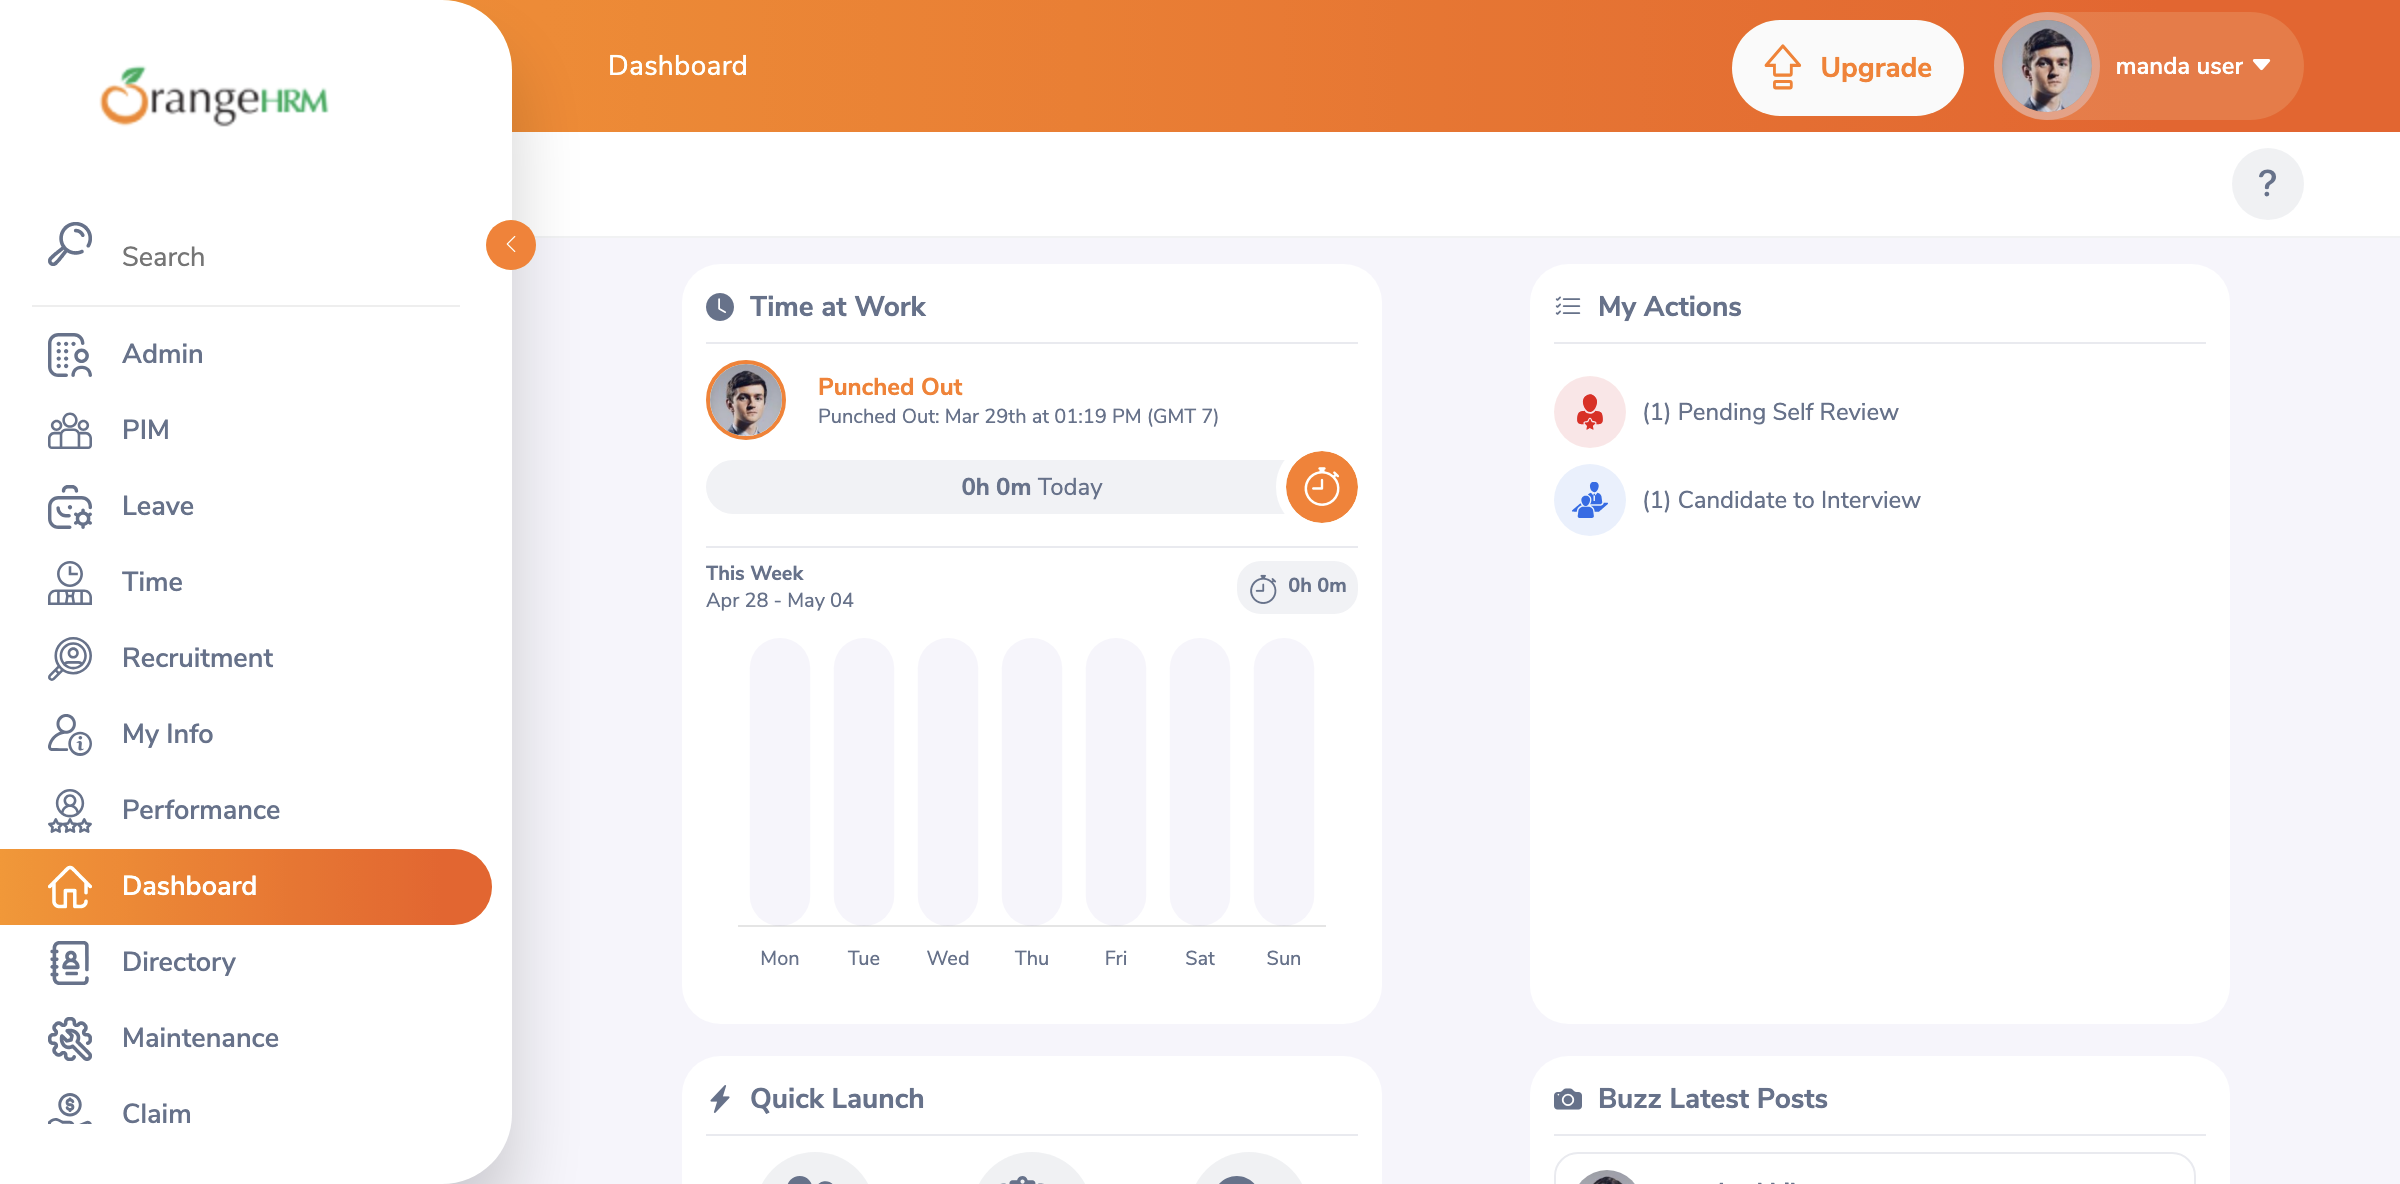 OrangeHRM
Search
Admin
PIM
Leave
Time
Recruitment
My Info
Performance
Dashboard
Directory
Maintenance
Claim
Dashboard
Upgrade
manda user
?
Time at Work
Punched Out
Punched Out: Mar 29th at 01:19 PM (GMT 7)
0h 0m Today
This Week
Apr 28 - May 04
0h 0m
Mon Tue Wed Thu Fri Sat Sun
My Actions
(1) Pending Self Review
(1) Candidate to Interview
Quick Launch
Buzz Latest Posts